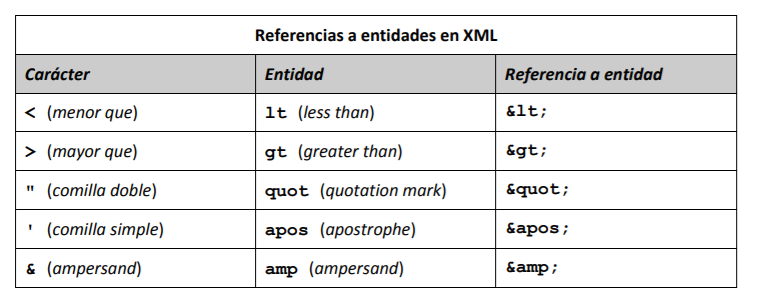 Referencias a entidades en XML
Carácter Entidad Referencia a entidad
< (menor que) lt (less than) &lt;
> (mayor que) gt (greater than) &gt;
" (comilla doble) quot (quotation mark) &quot;
' (comilla simple) apos (apostrophe) &apos;
& (ampersand) amp (ampersand) &amp;